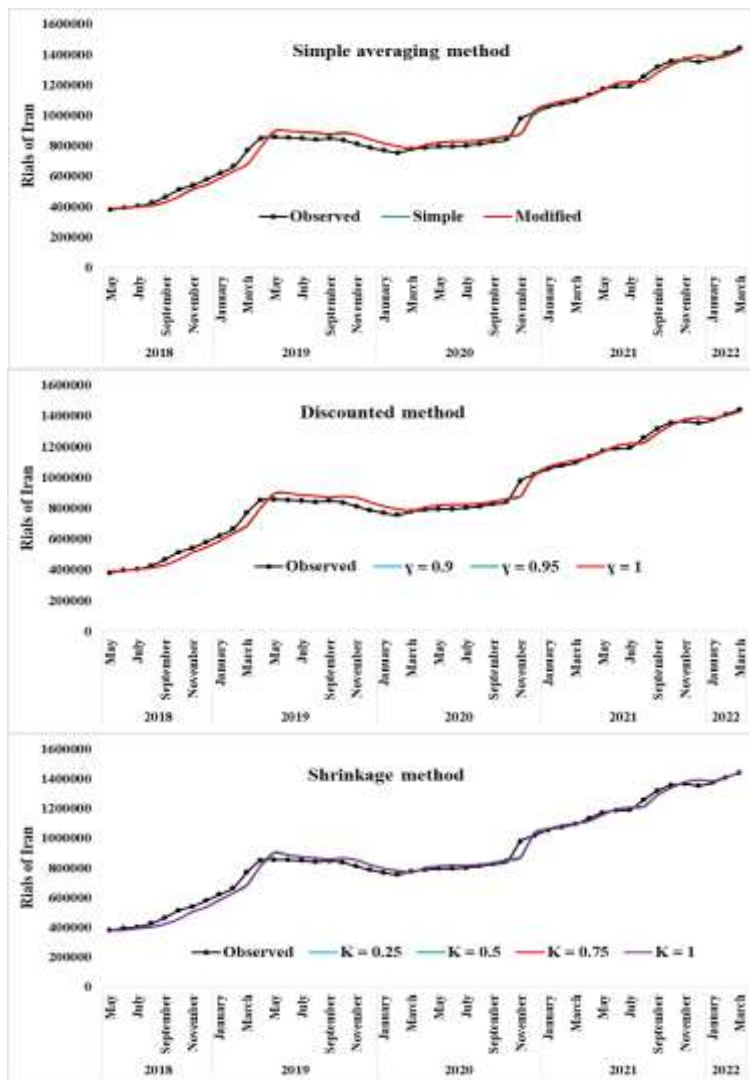 Simple averaging method
Rials of Iran
1600000
1400000
1200000
1000000
800000
600000
400000
200000
0
Observed Simple Modified
May July September November January March May July September November January March May July September November January March May July September November January March
2018 2019 2020 2021 2022
Discounted method
Rials of Iran
1600000
1400000
1200000
1000000
800000
600000
400000
200000
0
Observed γ = 0.9 γ = 0.95 γ = 1
May July September November January March May July September November January March May July September November January March May July September November January March
2018 2019 2020 2021 2022
Shrinkage method
Rials of Iran
1600000
1400000
1200000
1000000
800000
600000
400000
200000
0
Observed K = 0.25 K = 0.5 K = 0.75 K = 1
May July September November January March May July September November January March May July September November January March May July September November January March
2018 2019 2020 2021 2022